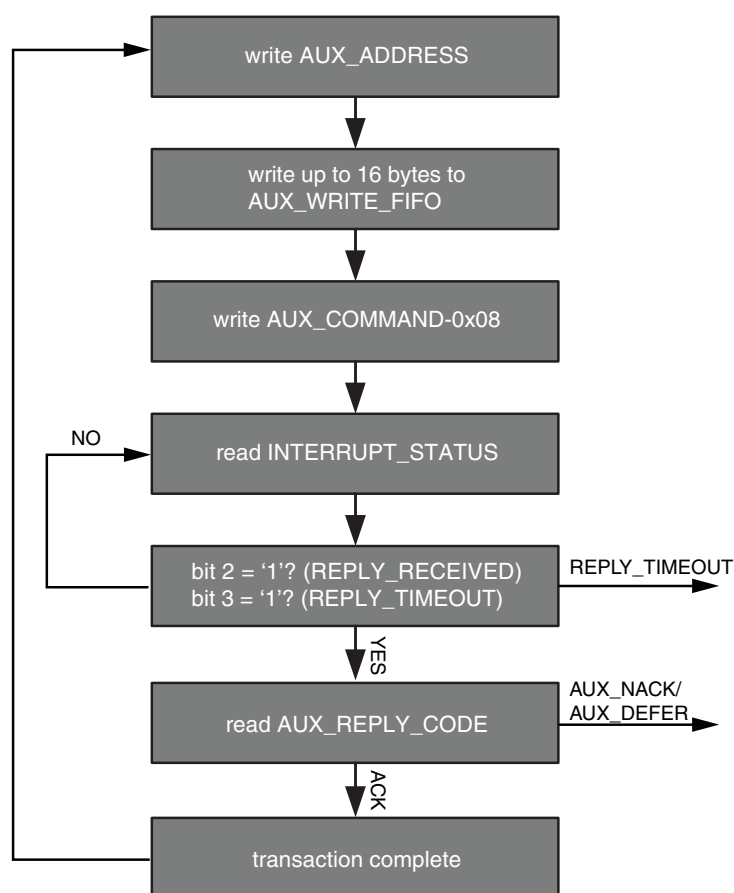 write AUX_ADDRESS
write up to 16 bytes to
AUX_WRITE_FIFO
write AUX_COMMAND-0x08
NO
read INTERRUPT_STATUS
bit 2 = ‘1’? (REPLY_RECEIVED)
bit 3 = ‘1’? (REPLY_TIMEOUT)
REPLY_TIMEOUT
YES
read AUX_REPLY_CODE
AUX_NACK/
AUX_DEFER
ACK
transaction complete